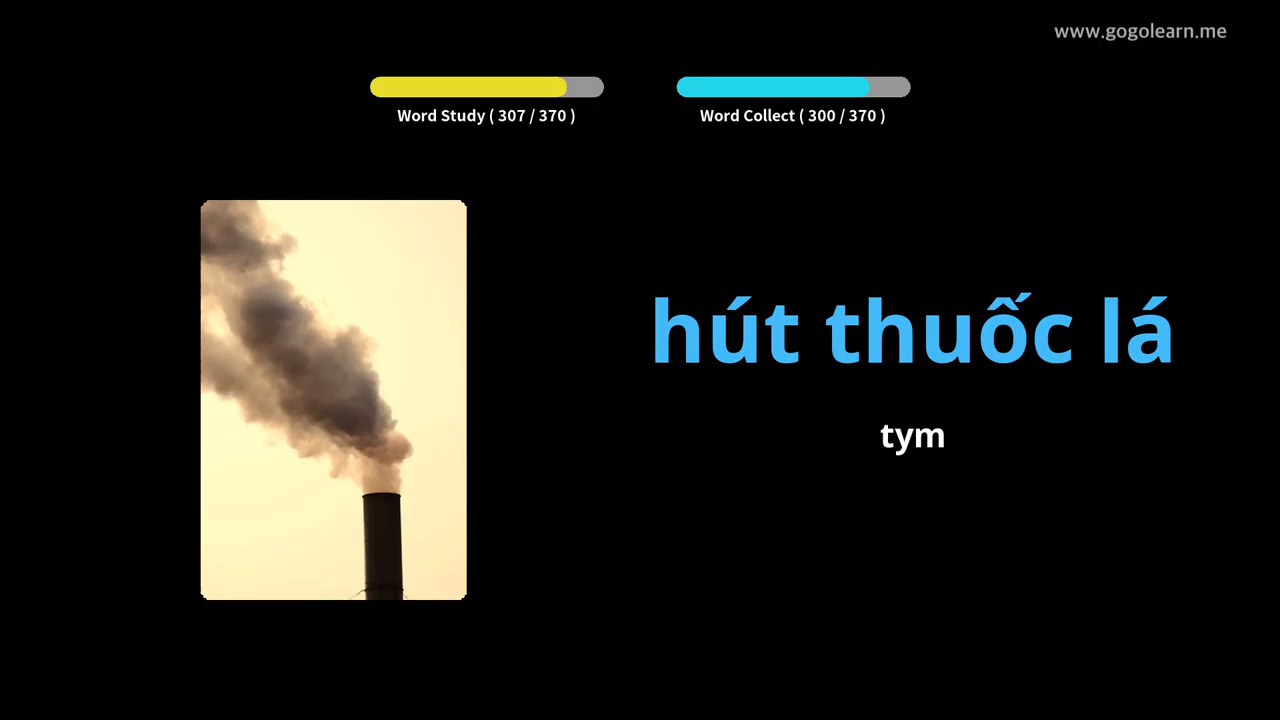 www.gogolearn.me
Word Study ( 307 / 370 )
Word Collect ( 300 / 370 )
hút thuốc lá
tym